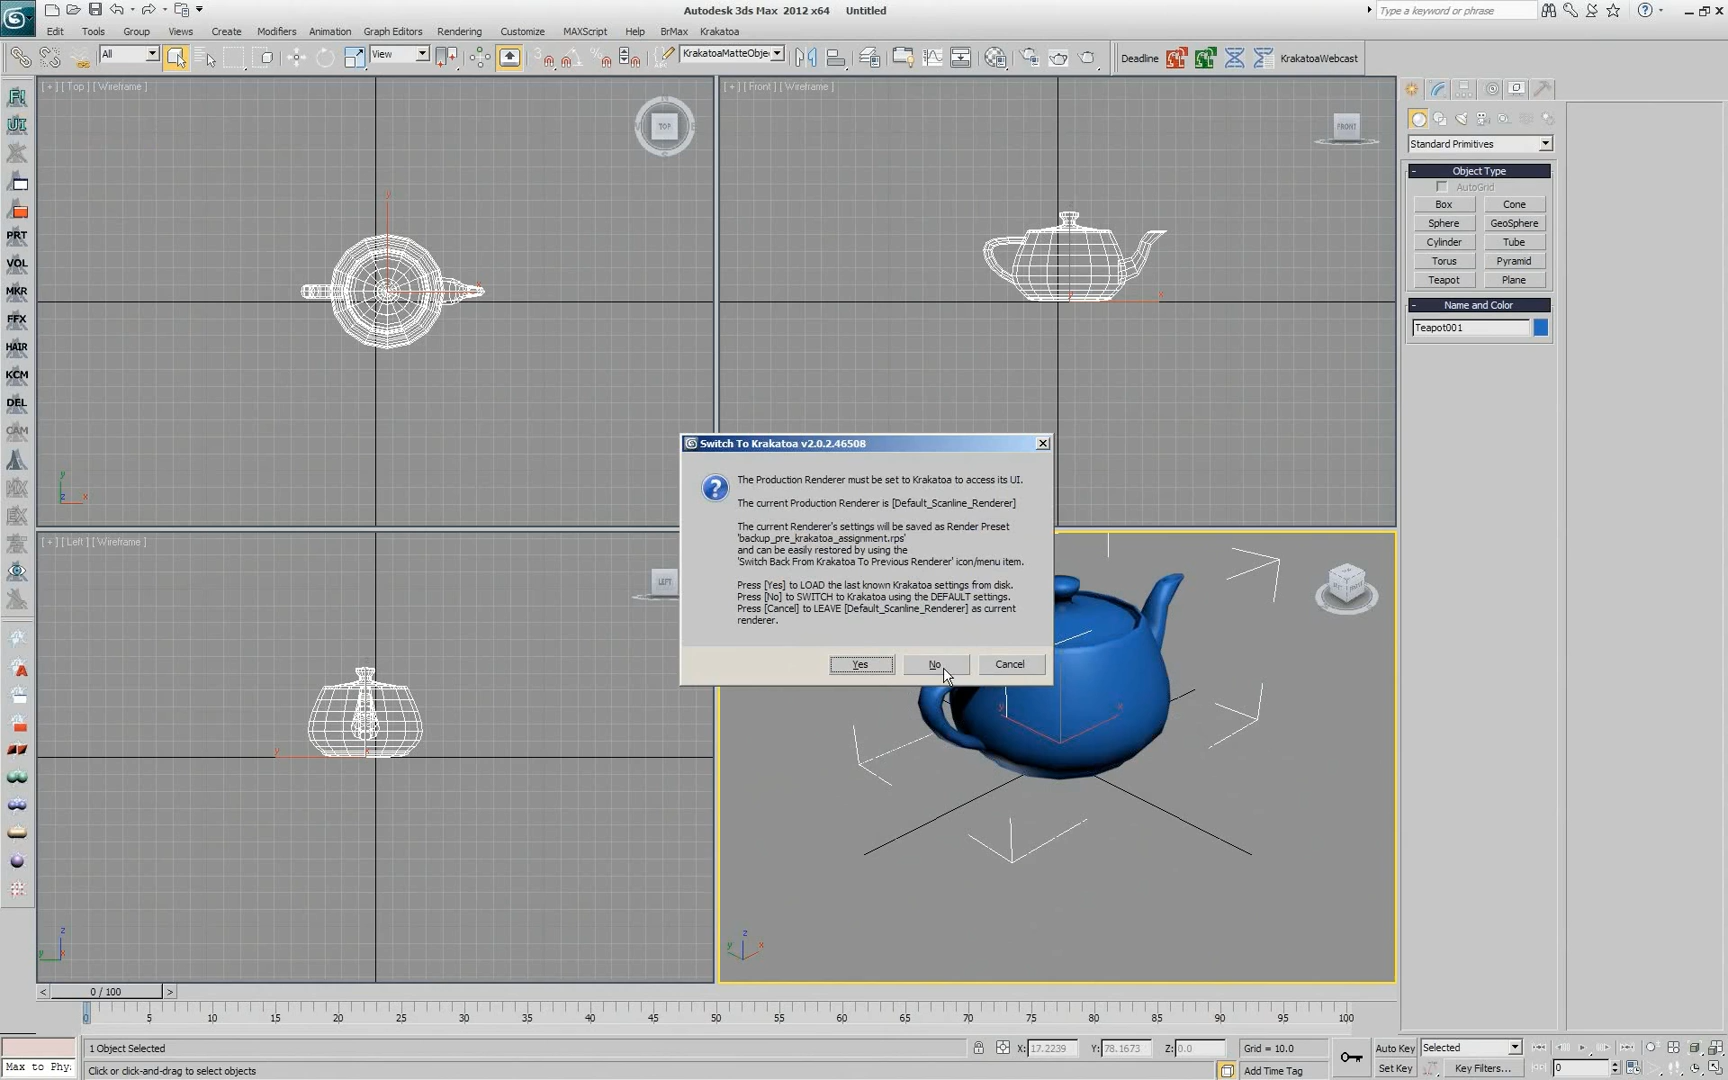 Autodesk 3ds Max 2012 x64 Untitled
Type a keyword or phrase
Edit Tools Group Views Create Modifiers Animation Graph Editors Rendering Customize MAXScript Help BrMax Krakatoa
All View KrakatoaMatteObje Deadline KrakatoaWebcast
[ + ] [ Top ] [ Wireframe ]
TOP
[ + ] [ Front ] [ Wireframe ]
FRONT
[ + ] [ Left ] [ Wireframe ]
LEFT
FI
UI
PRT
VOL
MKR
FFX
HAIR
KCM
DEL
CAM
MX
EX
Standard Primitives
- Object Type
AutoGrid
Box Cone
Sphere GeoSphere
Cylinder Tube
Torus Pyramid
Teapot Plane
- Name and Color
Teapot001
Switch To Krakatoa v2.0.2.46508
The Production Renderer must be set to Krakatoa to access its UI.
The current Production Renderer is [Default_Scanline_Renderer]
The current Renderer's settings will be saved as Render Preset
'backup_pre_krakatoa_assignment.rps'
and can be easily restored by using the
'Switch Back From Krakatoa To Previous Renderer' icon/menu item.
Press [Yes] to LOAD the last known Krakatoa settings from disk.
Press [No] to SWITCH to Krakatoa using the DEFAULT settings.
Press [Cancel] to LEAVE [Default_Scanline_Renderer] as current
renderer.
Yes No Cancel
< 0 / 100 >
0 5 10 15 20 25 30 35 40 45 50 55 60 65 70 75 80 85 90 95 100
1 Object Selected X: 17.2239 Y: 78.1673 Z: 0.0 Grid = 10.0 Auto Key Selected
Max to Phy. Click or click-and-drag to select objects Add Time Tag Set Key Key Filters... 0